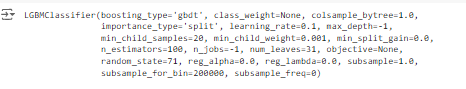 LGBMClassifier(boosting_type='gbdt', class_weight=None, colsample_bytree=1.0,
importance_type='split', learning_rate=0.1, max_depth=-1,
min_child_samples=20, min_child_weight=0.001, min_split_gain=0.0,
n_estimators=100, n_jobs=-1, num_leaves=31, objective=None,
random_state=71, reg_alpha=0.0, reg_lambda=0.0, subsample=1.0,
subsample_for_bin=200000, subsample_freq=0)